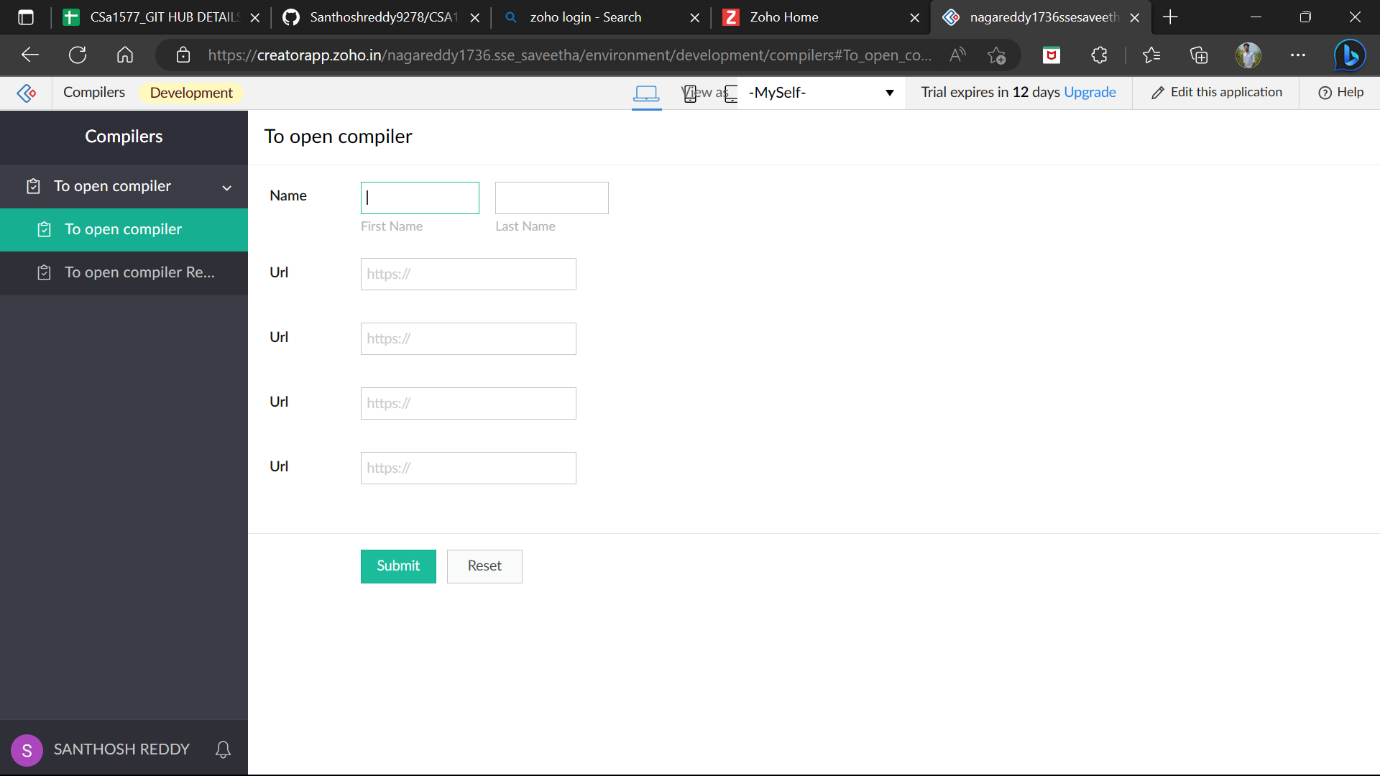 CSa1577_GIT HUB DETAILS
Santhoshreddy9278/CSA1
zoho login - Search
Zoho Home
nagareddy1736ssesaveeth
https://creatorapp.zoho.in/nagareddy1736.sse_saveetha/environment/development/compilers#To_open_co...
Compilers
Development
View as
-MySelf-
Trial expires in 12 days Upgrade
Edit this application
Help
Compilers
To open compiler
To open compiler
To open compiler Re...
SANTHOSH REDDY
S
To open compiler
Name
First Name
Last Name
Url
https://
Url
https://
Url
https://
Url
https://
Submit
Reset